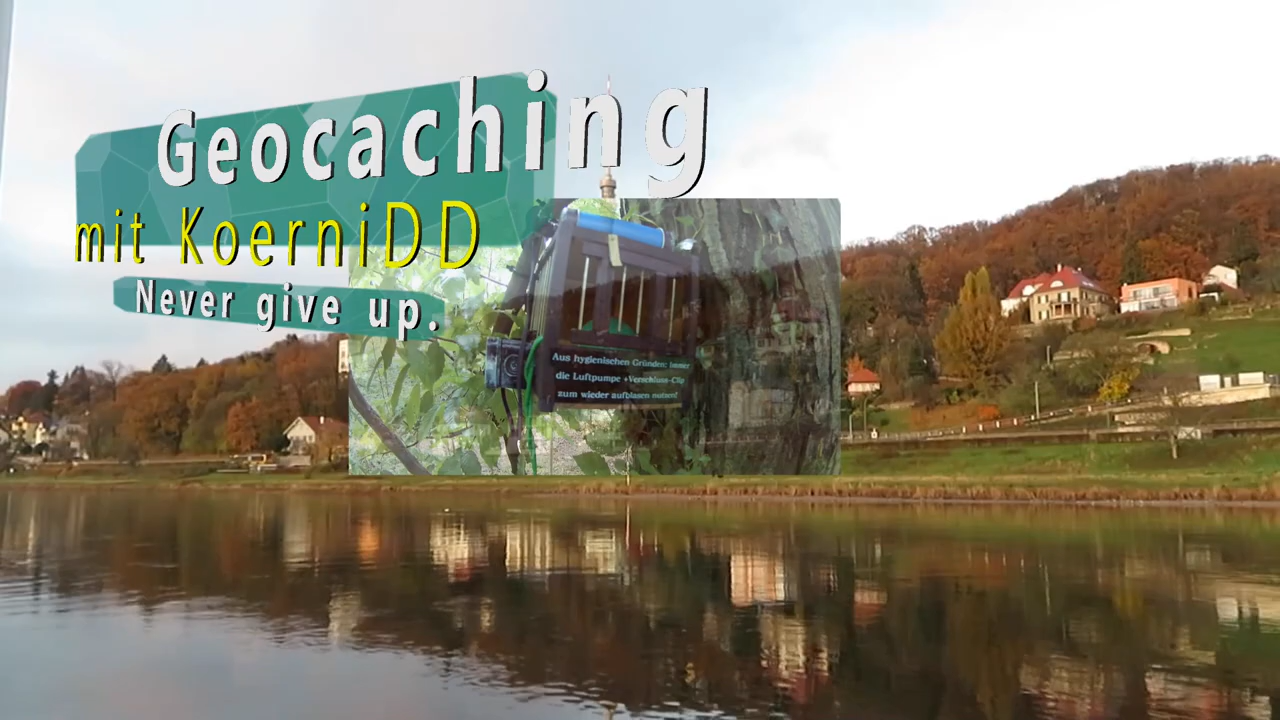 Geocaching
mit KoerniDD
Never give up.
Aus hygienischen Gründen: immer
die Luftpumpe +Verschluss-Clip
zum wieder aufblasen nutzen!